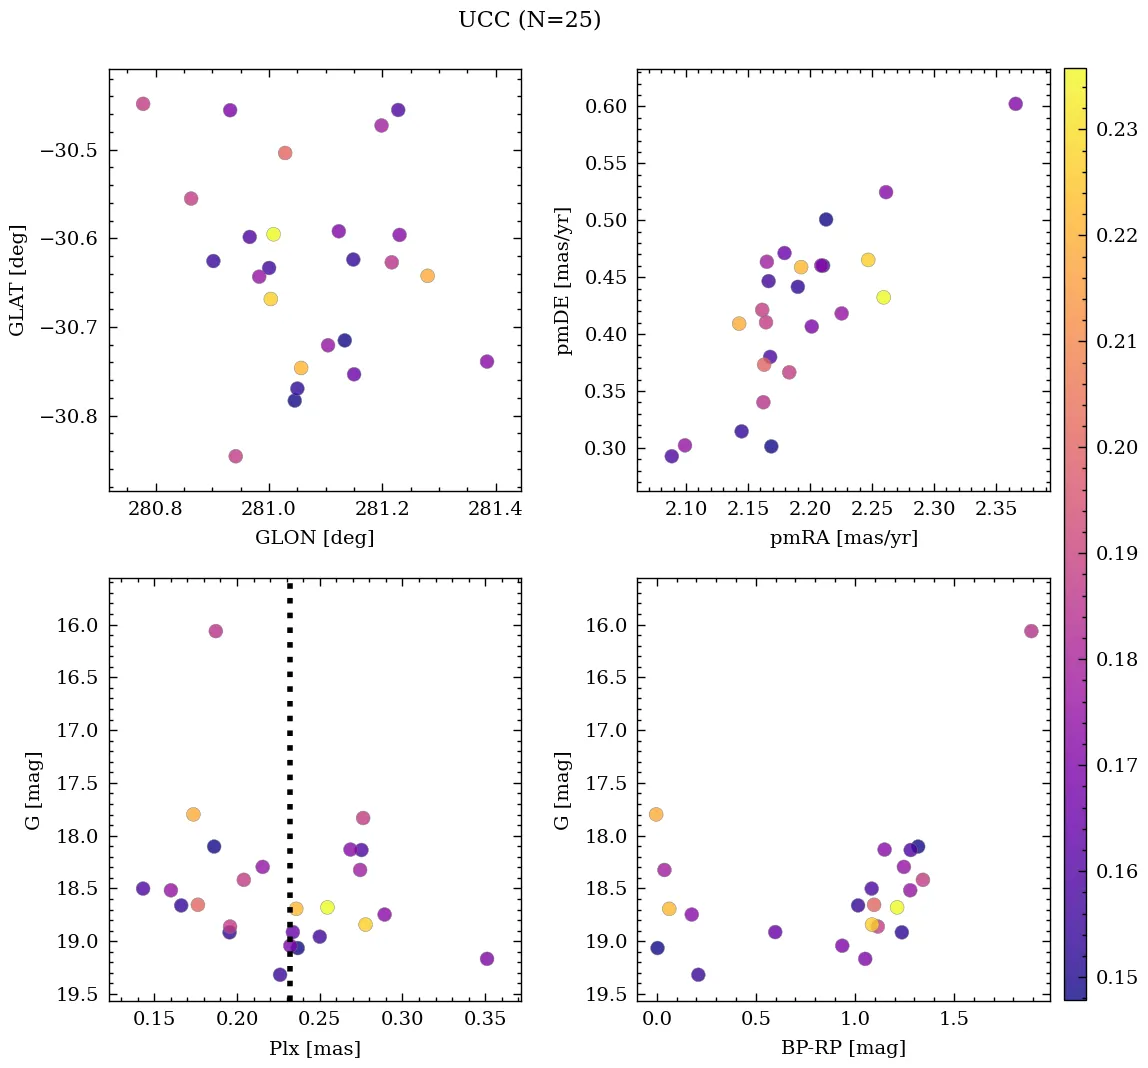 UCC (N=25)
−30.5
−30.6
−30.7
−30.8
GLAT [deg]
280.8 281.0 281.2 281.4
GLON [deg]
0.60
0.55
0.50
0.45
0.40
0.35
0.30
pmDE [mas/yr]
2.10 2.15 2.20 2.25 2.30 2.35
pmRA [mas/yr]
16.0
16.5
17.0
17.5
18.0
18.5
19.0
19.5
G [mag]
0.15 0.20 0.25 0.30 0.35
Plx [mas]
16.0
16.5
17.0
17.5
18.0
18.5
19.0
19.5
G [mag]
0.0 0.5 1.0 1.5
BP-RP [mag]
0.23
0.22
0.21
0.20
0.19
0.18
0.17
0.16
0.15